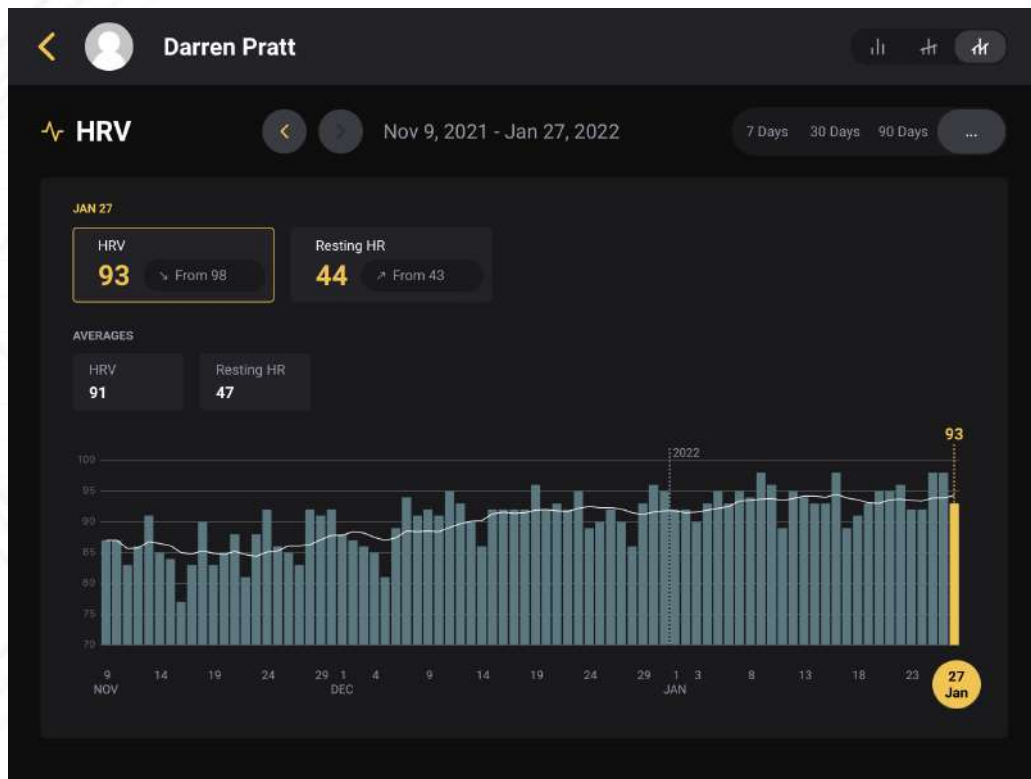 Darren Pratt
HRV
Nov 9, 2021 - Jan 27, 2022
7 Days 30 Days 90 Days ...
JAN 27
HRV
93 From 98
Resting HR
44 From 43
AVERAGES
HRV
91
Resting HR
47
93
2022
100
95
90
85
80
75
70
9 14 19 24 29 1 4 9 14 19 24 29 1 3 8 13 18 23 27
NOV DEC JAN Jan